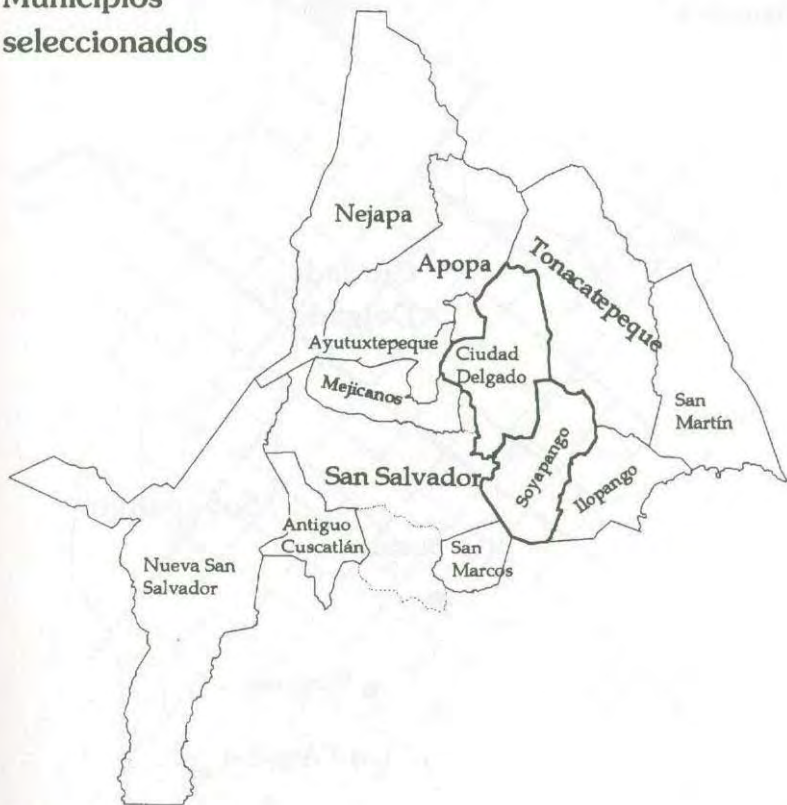 Municipios
seleccionados
Nejapa
Apopa
Tonacatepeque
Ayutuxtepeque
Ciudad
Delgado
Mejicanos
San
Martín
San Salvador
Soyapango
Ilopango
Antiguo
Cuscatlán
San
Marcos
Nueva San
Salvador